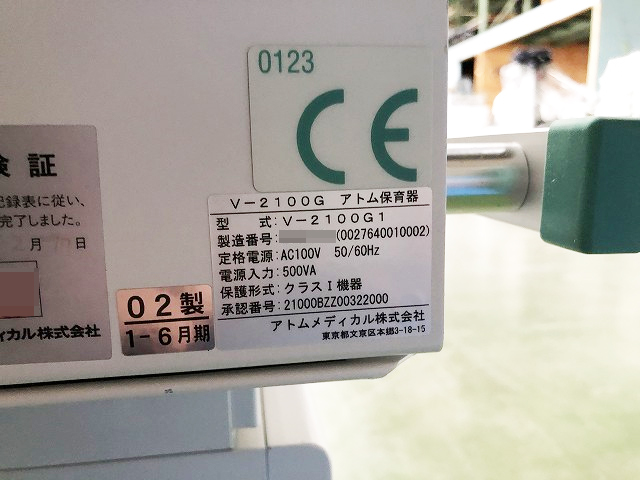 0123
CE
V-2100G アトム保育器
型 式:V-2100G1
製造番号: (0027640010002)
定格電源:AC100V 50/60Hz
電源入力:500VA
保護形式:クラスⅠ機器
承認番号:21000BZZ00322000
アトムメディカル株式会社
東京都文京区本郷3-18-15
02製
1-6月期
検証
記録表に従い、
完了しました。
月 日
ィカル株式会社